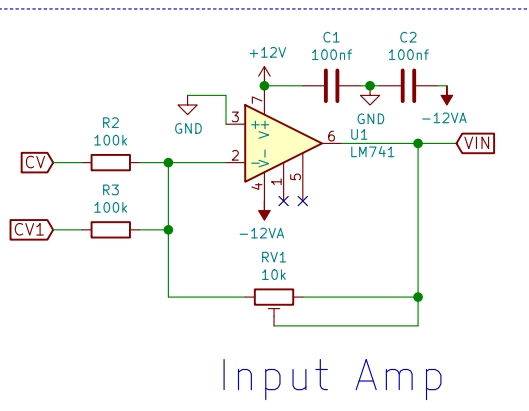 C1
100nf
C2
100nf
+12V
GND
-12VA
7
3
++
V+
GND
6
U1
LM741
VIN
R2
100k
CV
2
V-
-
4
1
5
R3
100k
CV1
-12VA
RV1
10k
Input Amp